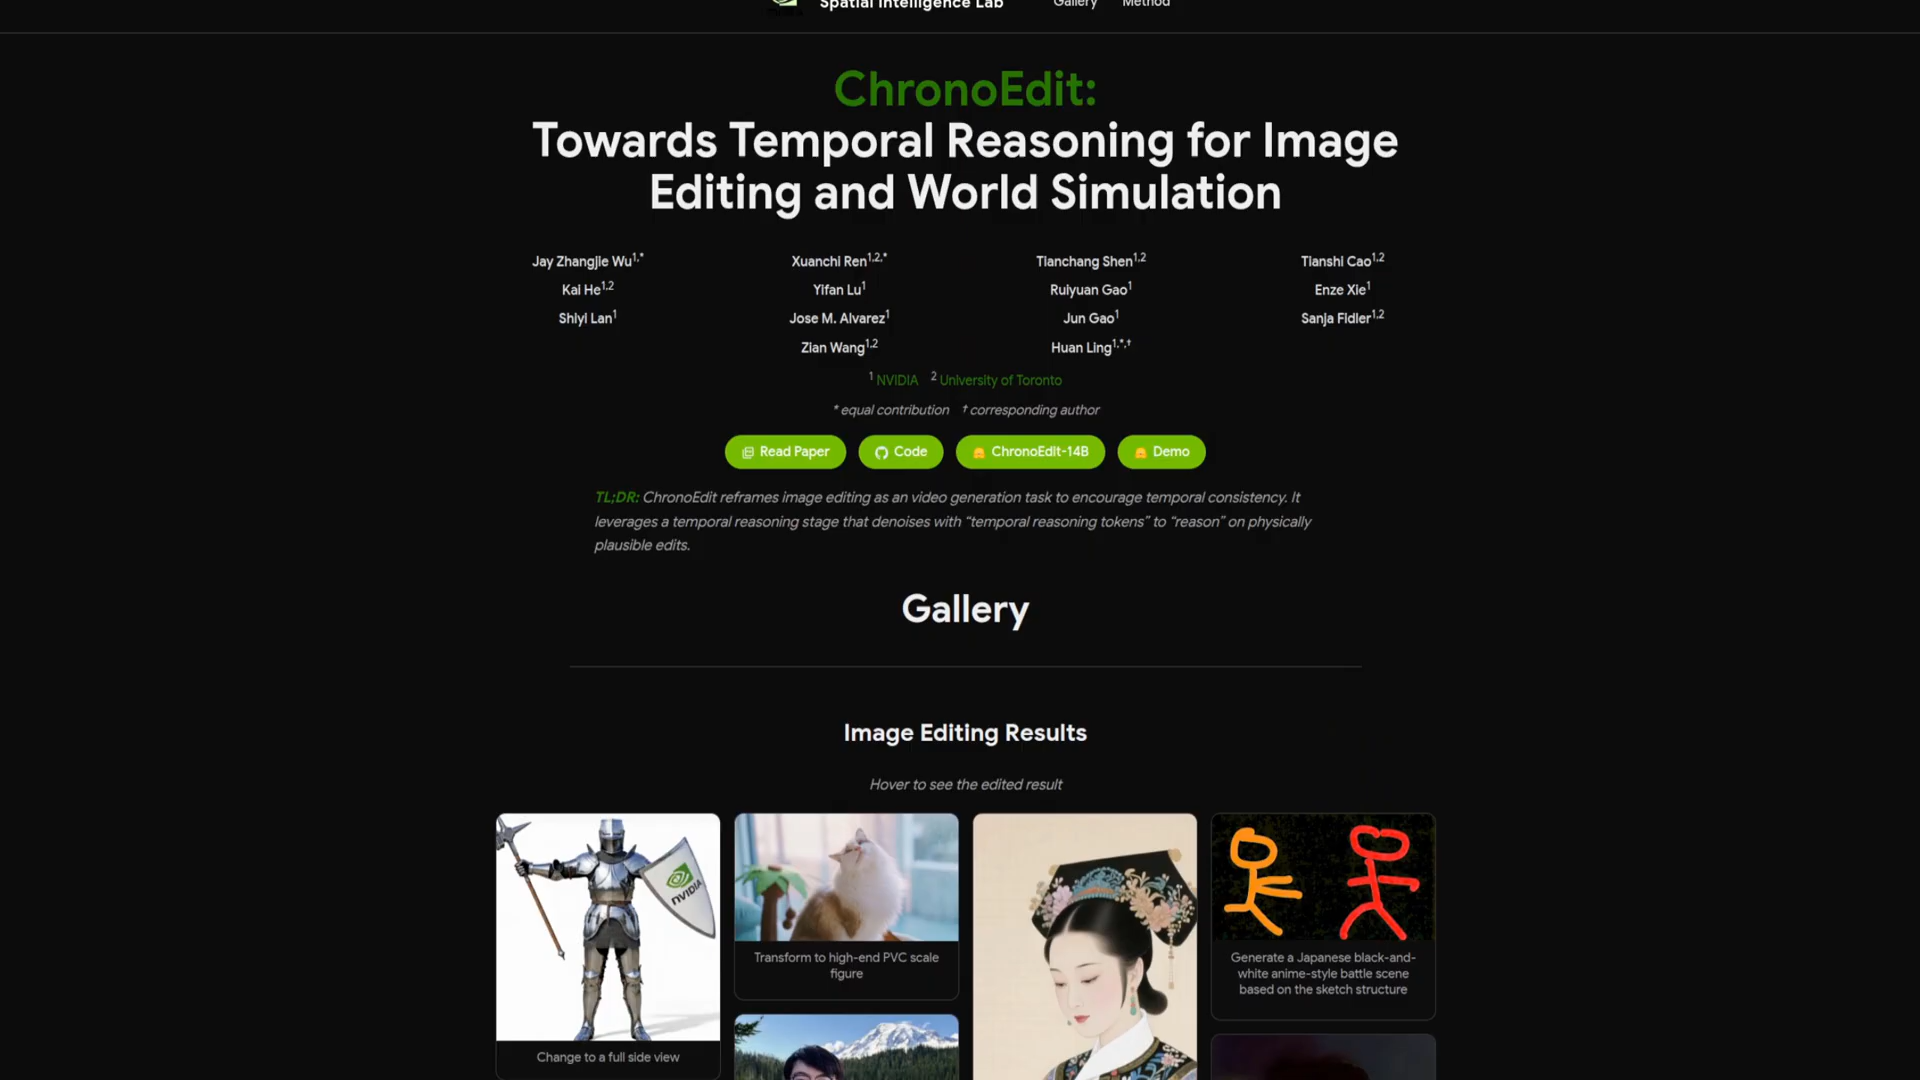 Spatial Intelligence Lab
Gallery
Method
ChronoEdit:
Towards Temporal Reasoning for Image
Editing and World Simulation
Jay Zhangjie Wu1,*
Xuanchi Ren1,2,*
Tianchang Shen1,2
Tianshi Cao1,2
Kai He1,2
Yifan Lu1
Ruiyuan Gao1
Enze Xie1
Shiyi Lan1
Jose M. Alvarez1
Jun Gao1
Sanja Fidler1,2
Zian Wang1,2
Huan Ling1,*,†
1 NVIDIA 2 University of Toronto
* equal contribution † corresponding author
Read Paper
Code
ChronoEdit-14B
Demo
TL;DR: ChronoEdit reframes image editing as an video generation task to encourage temporal consistency. It
leverages a temporal reasoning stage that denoises with “temporal reasoning tokens” to “reason” on physically
plausible edits.
Gallery
Image Editing Results
Hover to see the edited result
NVIDIA
Change to a full side view
Transform to high-end PVC scale
figure
Generate a Japanese black-and-
white anime-style battle scene
based on the sketch structure